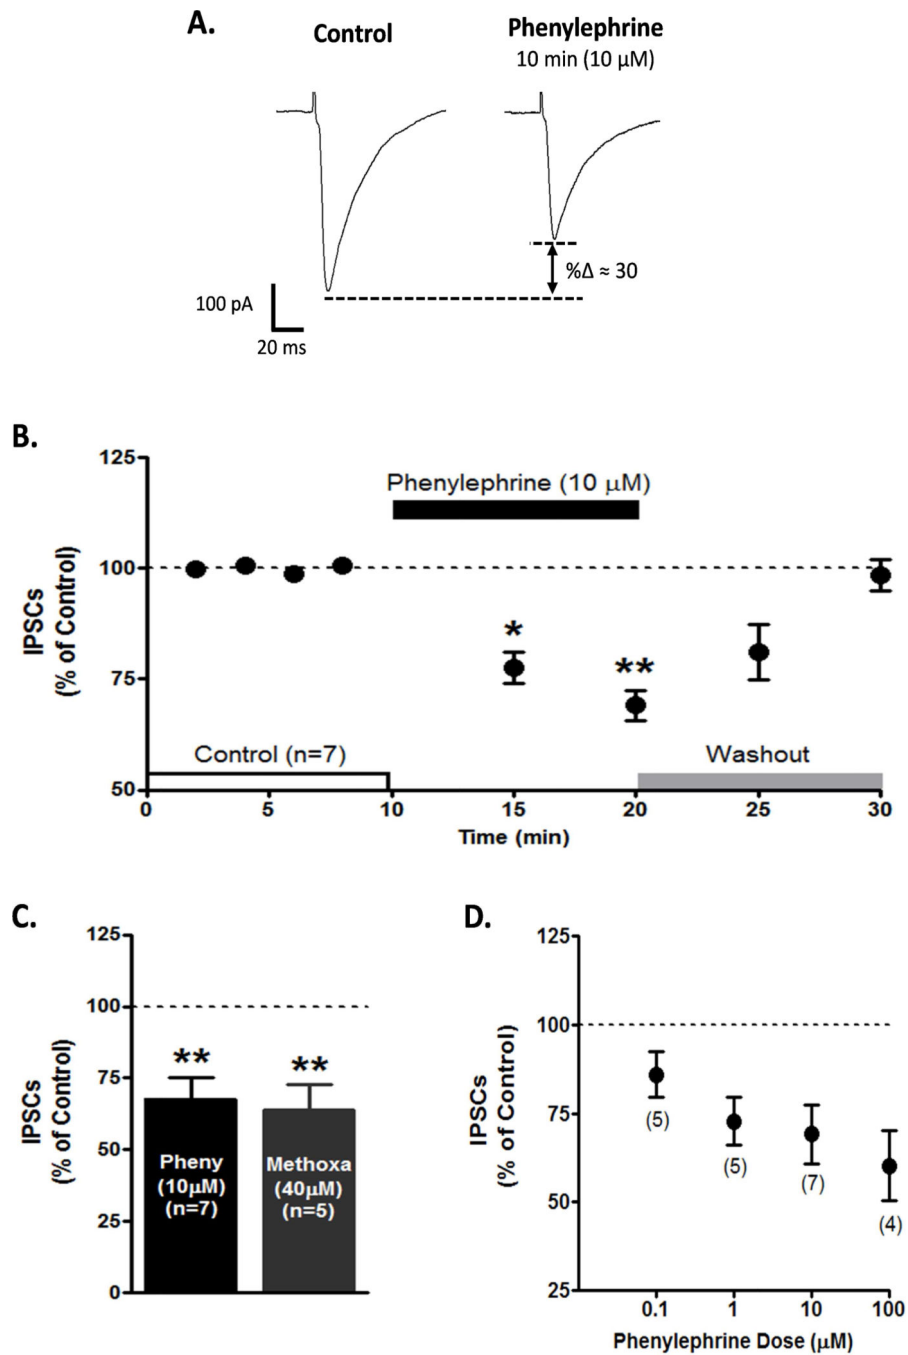 A.
Control
Phenylephrine
10 min (10 µM)
%Δ ≈ 30
100 pA
20 ms
B.
IPSCs
(% of Control)
125
100
75
50
Phenylephrine (10 µM)
*
**
Control (n=7)
Washout
0
5
10
15
20
25
30
Time (min)
C.
IPSCs
(% of Control)
125
100
75
50
25
0
**
**
Pheny
(10µM)
(n=7)
Methoxa
(40µM)
(n=5)
D.
IPSCs
(% of Control)
125
100
75
50
25
(5)
(5)
(7)
(4)
0.1
1
10
100
Phenylephrine Dose (µM)